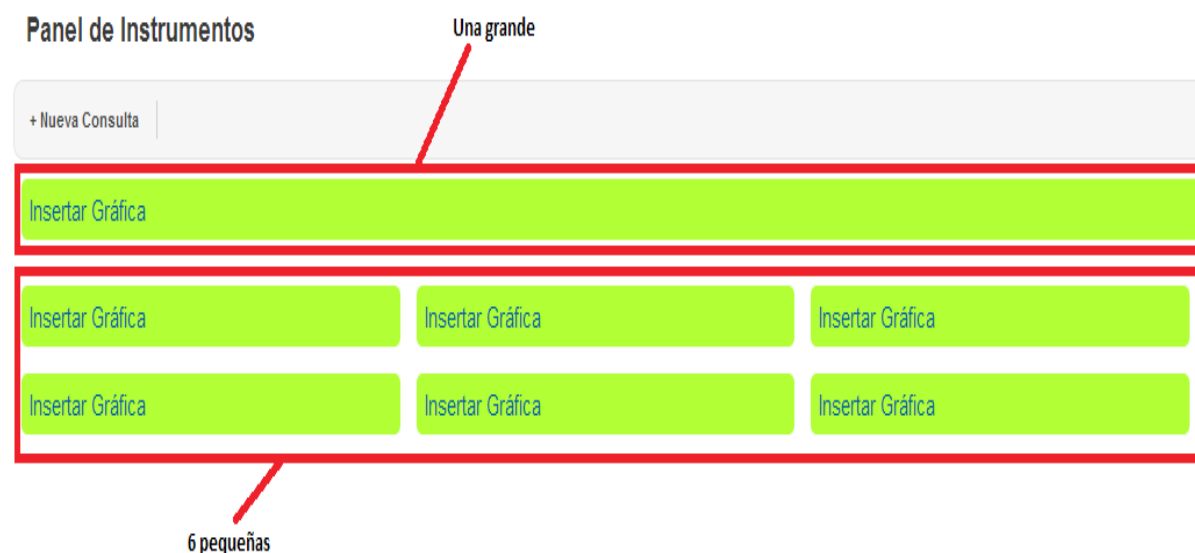 Panel de Instrumentos
Una grande
+ Nueva Consulta
Insertar Gráfica
Insertar Gráfica Insertar Gráfica Insertar Gráfica
Insertar Gráfica Insertar Gráfica Insertar Gráfica
6 pequeñas